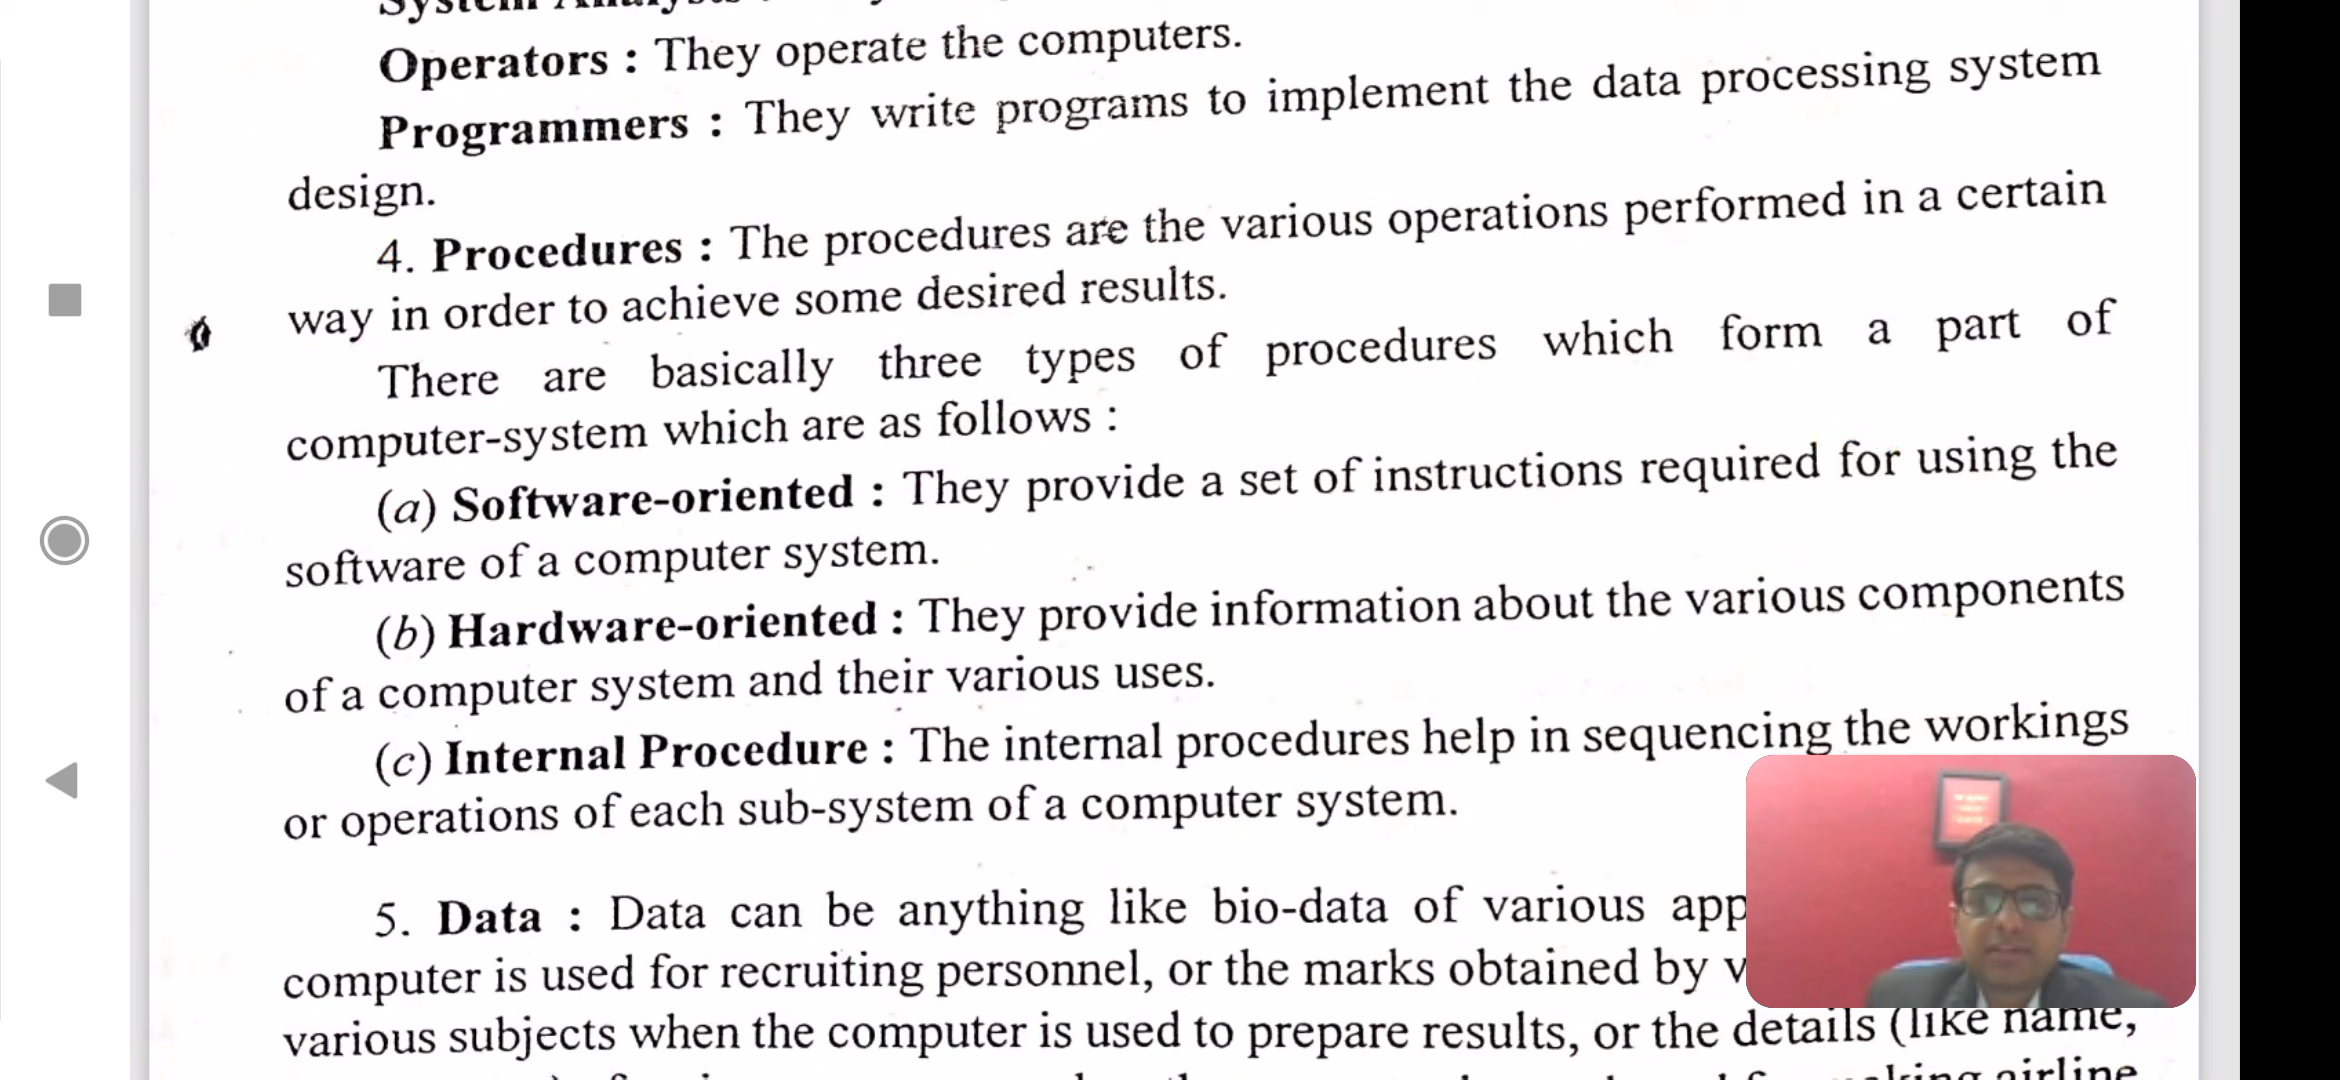 System Analysts :
Operators : They operate the computers.
Programmers : They write programs to implement the data processing system
design.
4. Procedures : The procedures are the various operations performed in a certain
way in order to achieve some desired results.
There are basically three types of procedures which form a part of
computer-system which are as follows :
(a) Software-oriented : They provide a set of instructions required for using the
software of a computer system.
(b) Hardware-oriented : They provide information about the various components
of a computer system and their various uses.
(c) Internal Procedure : The internal procedures help in sequencing the workings
or operations of each sub-system of a computer system.
5. Data : Data can be anything like bio-data of various app
computer is used for recruiting personnel, or the marks obtained by v
various subjects when the computer is used to prepare results, or the details (like name,
airline